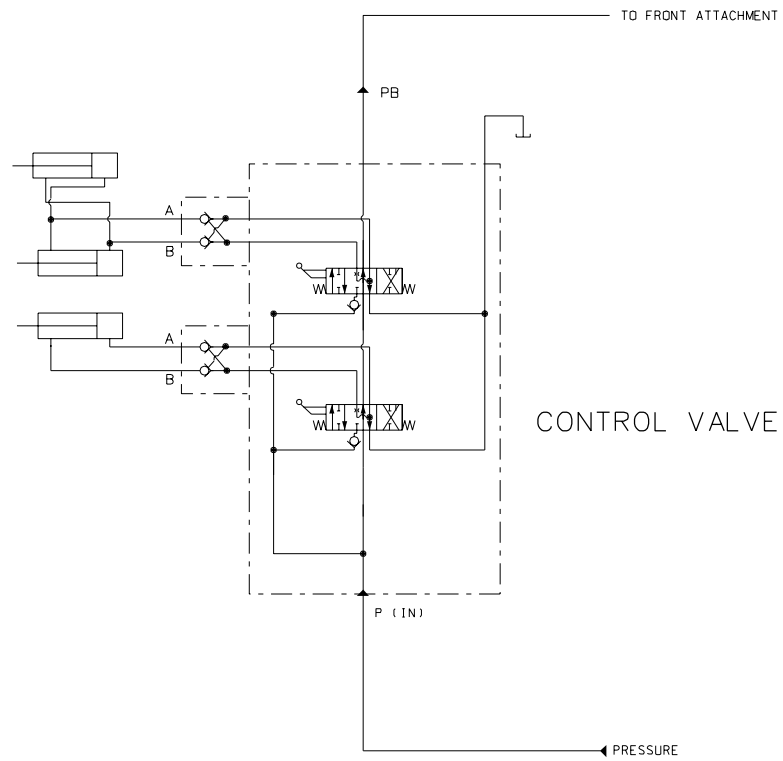 TO FRONT ATTACHMENT
PB
A
B
A
B
CONTROL VALVE
P (IN)
PRESSURE